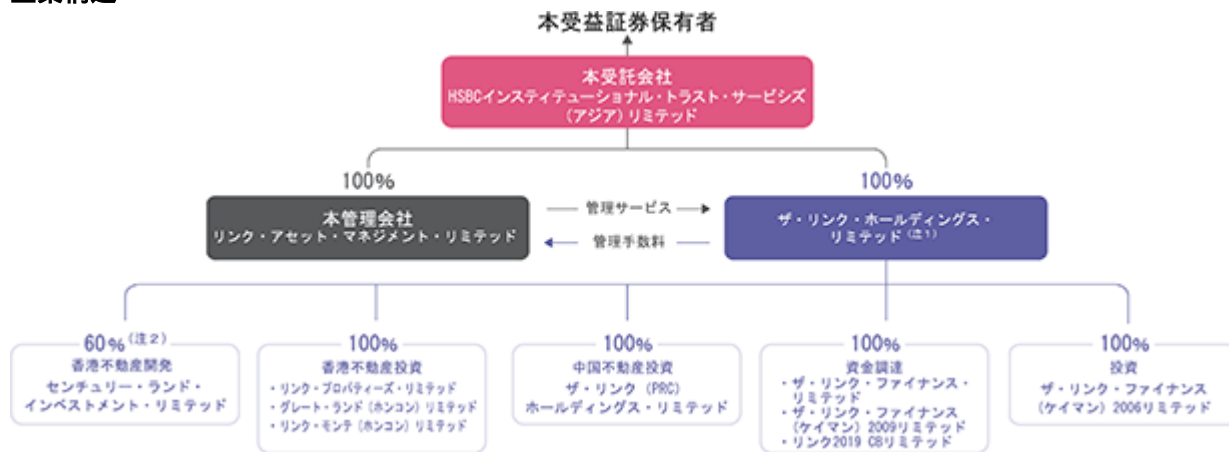 本受益証券保有者
本受託会社
HSBCインスティテューショナル・トラスト・サービシズ
(アジア)リミテッド
100%
100%
本管理会社
リンク・アセット・マネジメント・リミテッド
管理サービス
管理手数料
ザ・リンク・ホールディングス・
リミテッド(注1)
60%(注2)
香港不動産開発
センチュリー・ランド・
インベストメント・リミテッド
100%
香港不動産投資
・リンク・プロパティーズ・リミテッド
・グレート・ランド(ホンコン)リミテッド
・リンク・モンテ(ホンコン)リミテッド
100%
中国不動産投資
ザ・リンク(PRC)
ホールディングス・リミテッド
100%
資金調達
・ザ・リンク・ファイナンス・
リミテッド
・ザ・リンク・ファイナンス
(ケイマン)2009リミテッド
・リンク2019 CBリミテッド
100%
投資
ザ・リンク・ファイナンス
(ケイマン)2006リミテッド